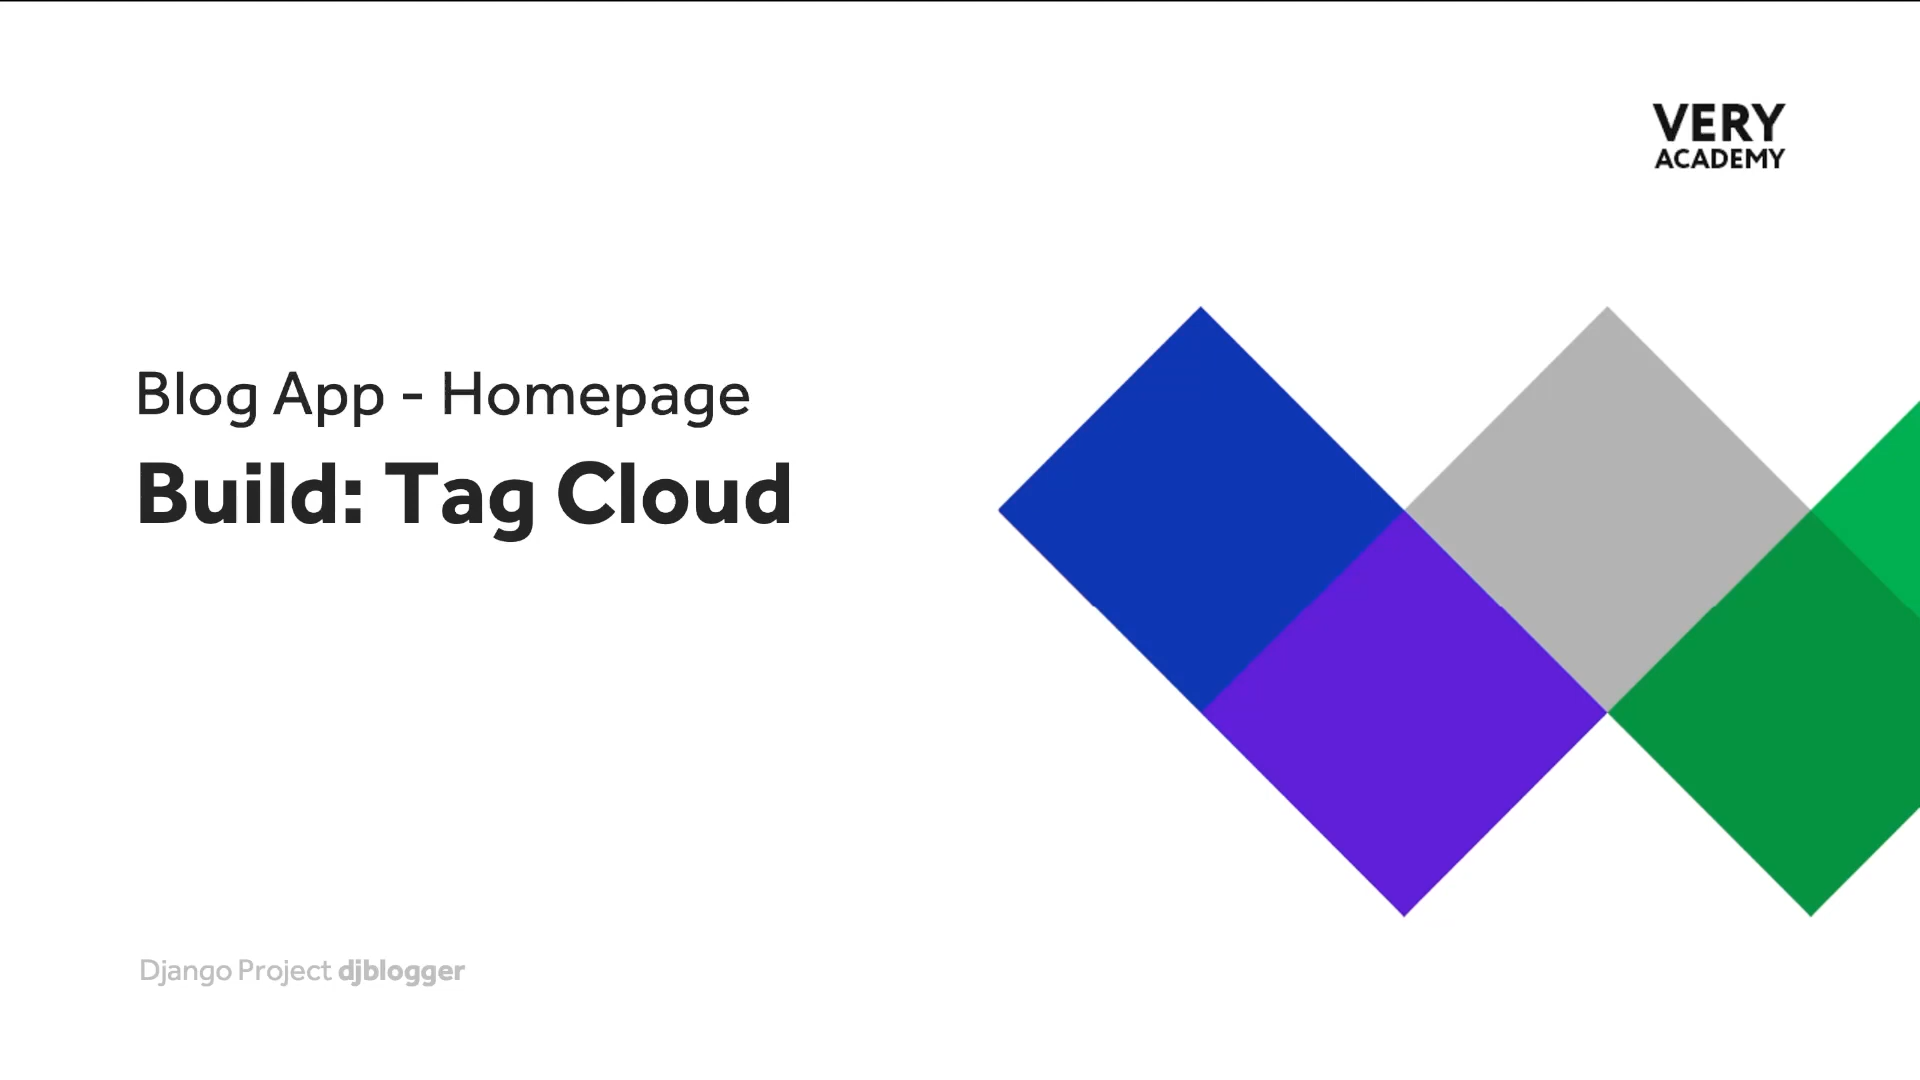 VERY
ACADEMY
Blog App - Homepage
Build: Tag Cloud
Django Project djblogger